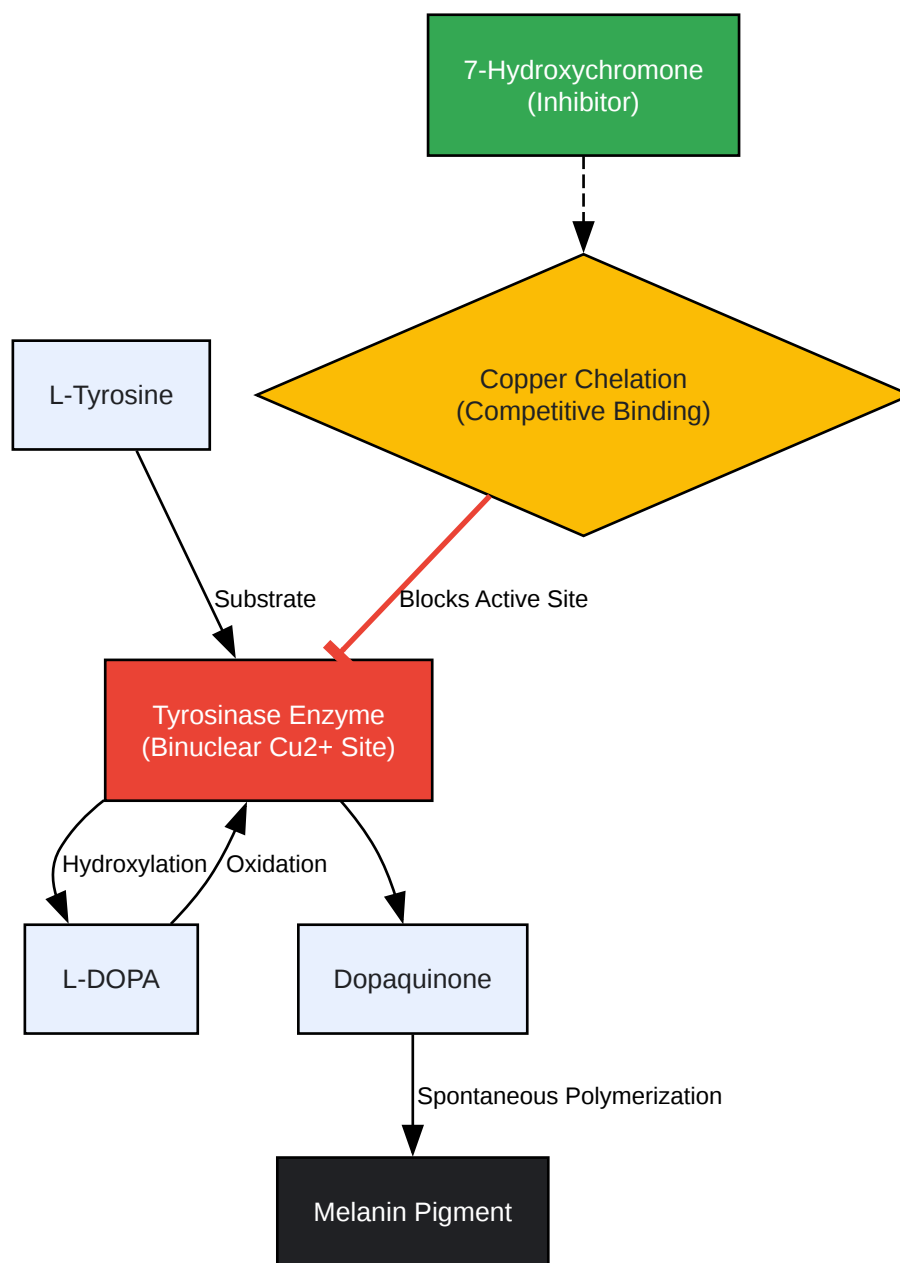 7-Hydroxychromone
(Inhibitor)
Copper Chelation
(Competitive Binding)
L-Tyrosine
Substrate
Blocks Active Site
Tyrosinase Enzyme
(Binuclear Cu2+ Site)
Hydroxylation
Oxidation
L-DOPA
Dopaquinone
Spontaneous Polymerization
Melanin Pigment